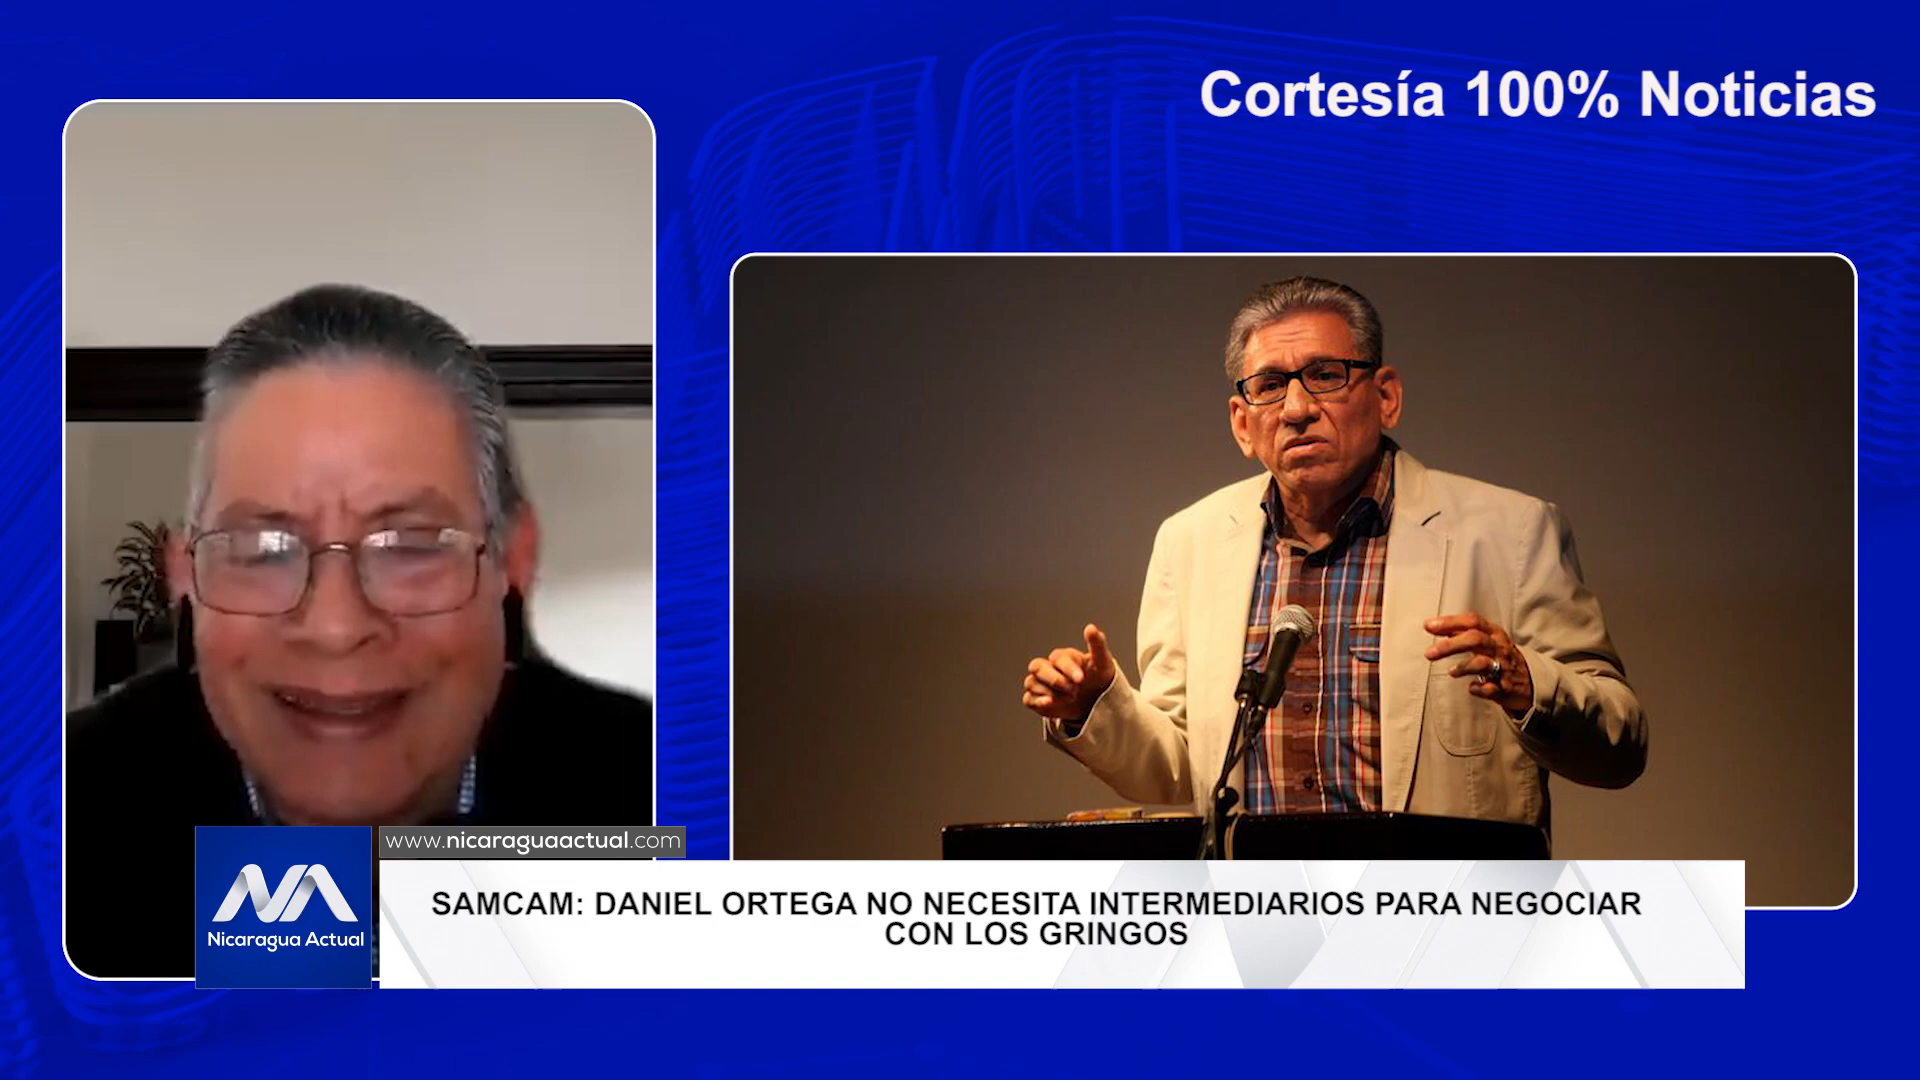 Cortesía 100% Noticias
www.nicaraguaactual.com
SAMCAM: DANIEL ORTEGA NO NECESITA INTERMEDIARIOS PARA NEGOCIAR
CON LOS GRINGOS
NA
Nicaragua Actual